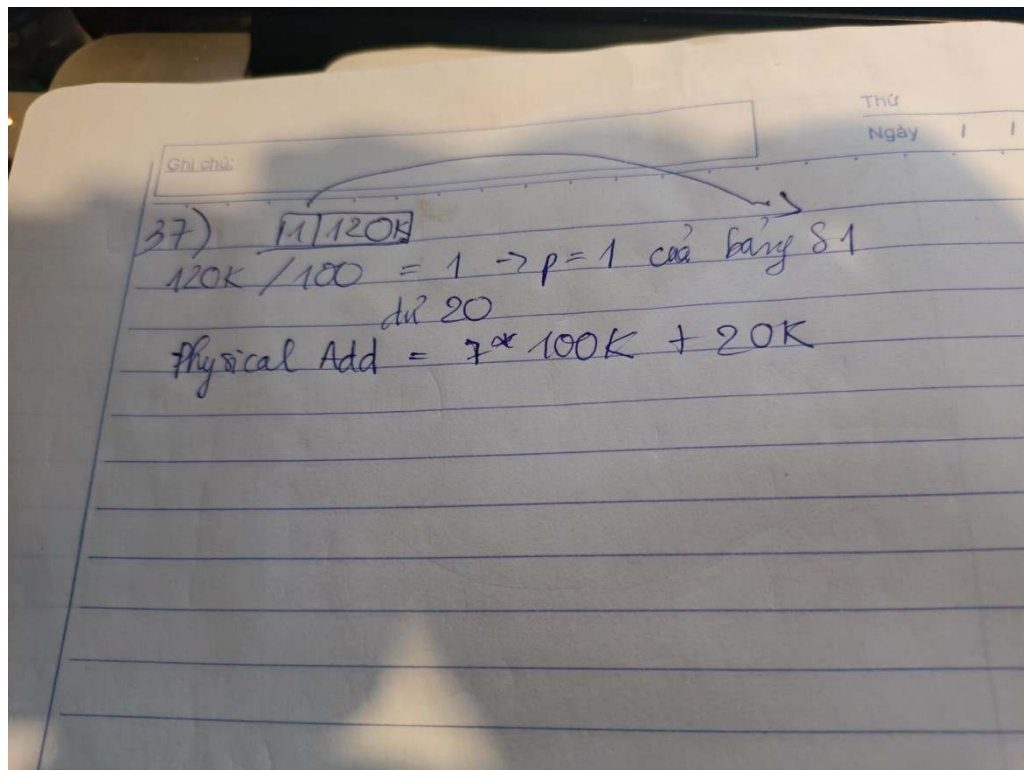 Thứ
Ngày
Ghi chú:
37) 1 | 120K
120K / 100 = 1 -> p = 1 của bảng S1
dư 20
Physical Add = 7* 100K + 20K